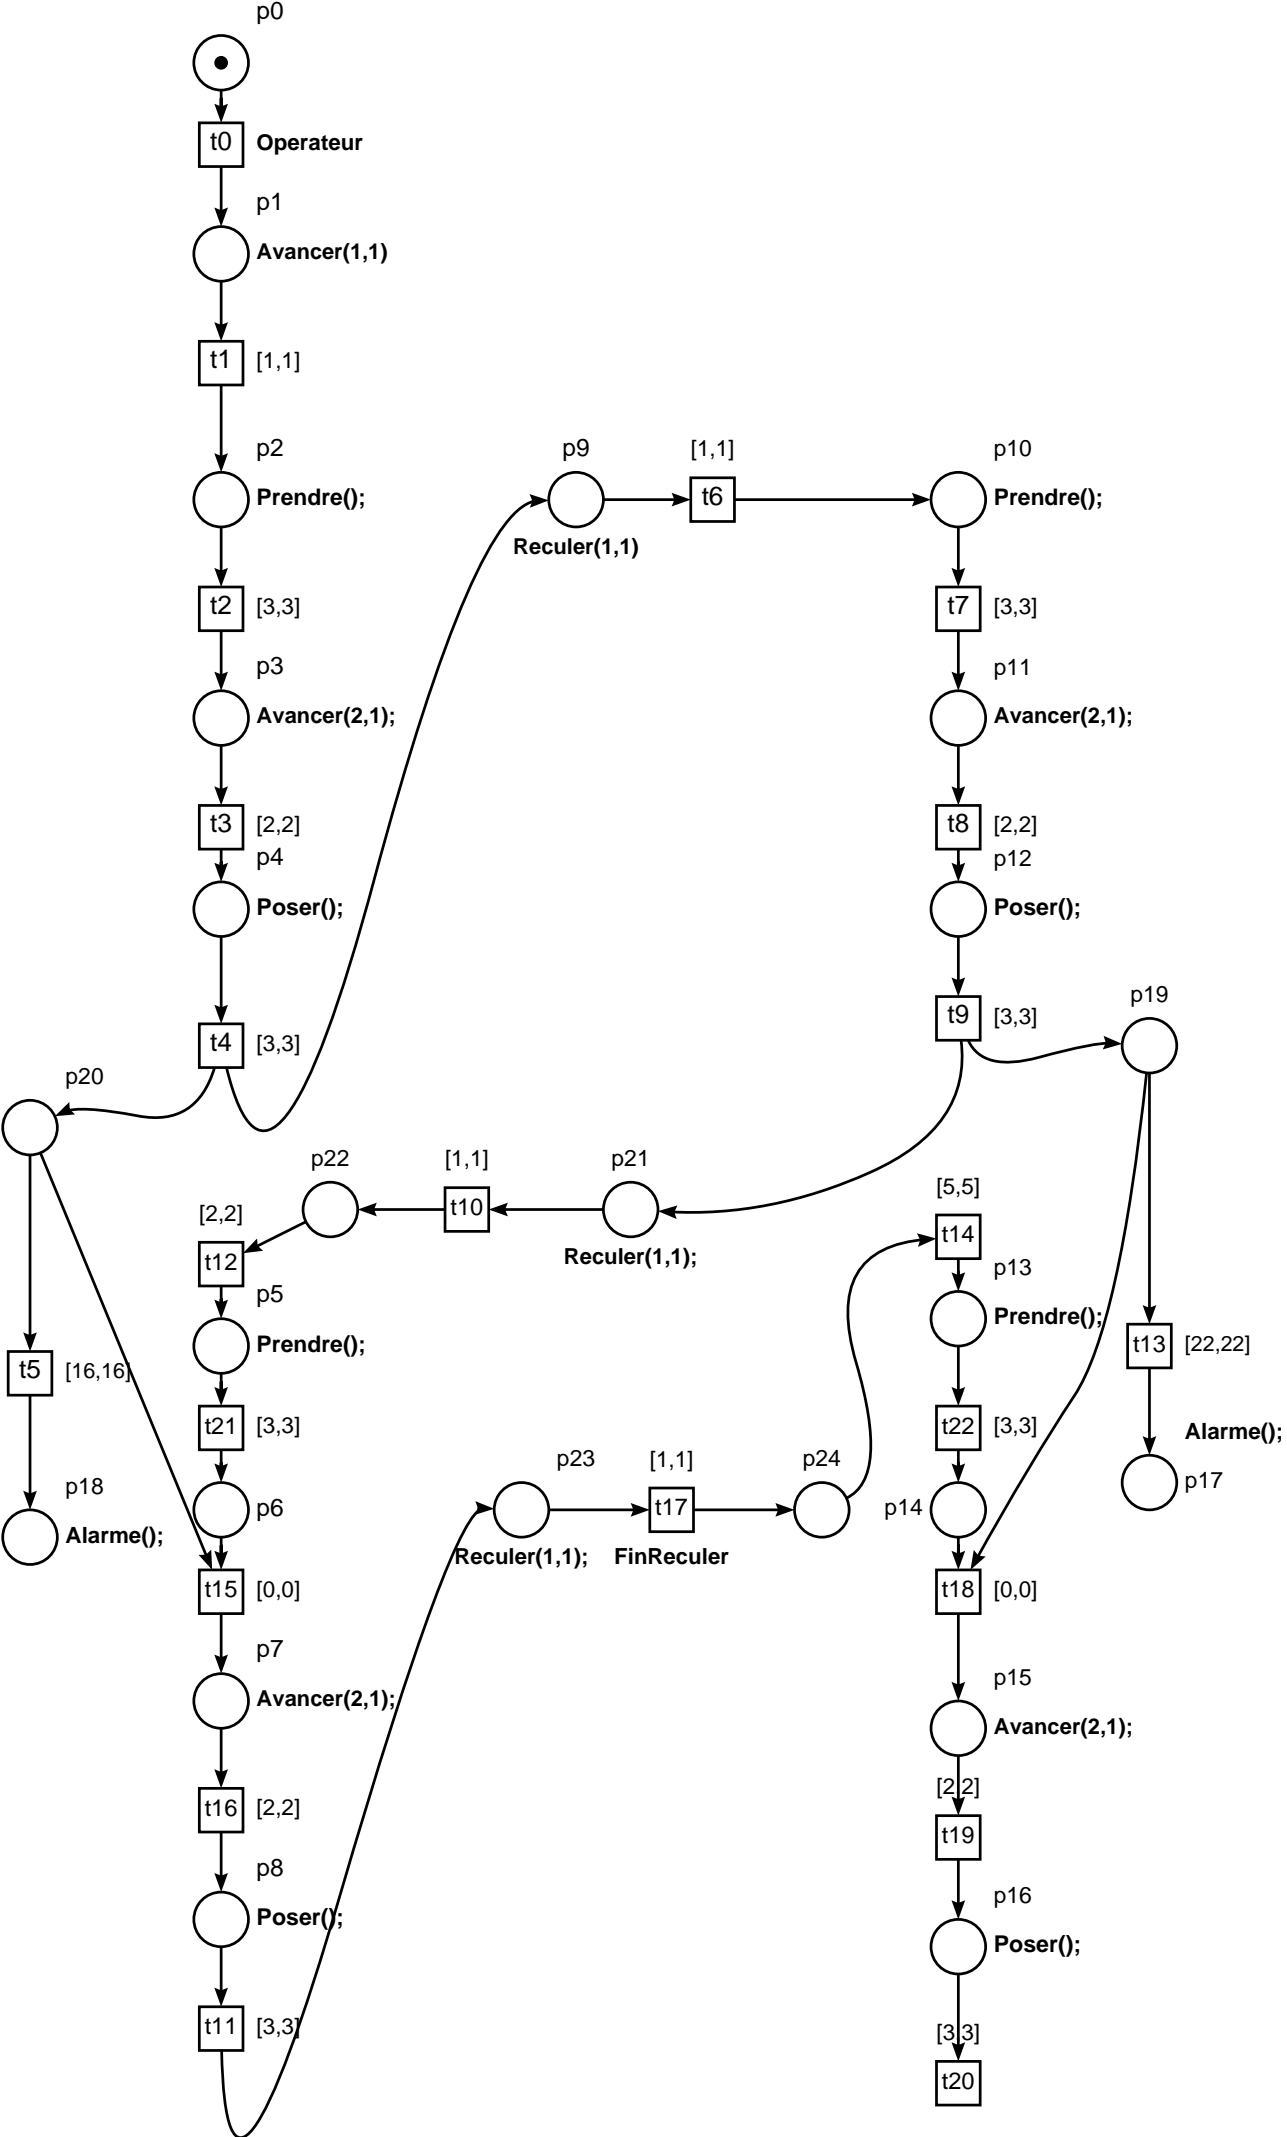 p0
t0 Operateur
p1
Avancer(1,1)
t1 [1,1]
p2
Prendre();
t2 [3,3]
p3
Avancer(2,1);
t3 [2,2]
p4
Poser();
t4 [3,3]
p9
Reculer(1,1)
[1,1]
t6
p10
Prendre();
t7 [3,3]
p11
Avancer(2,1);
t8 [2,2]
p12
Poser();
t9 [3,3]
p19
p20
p22
[1,1]
t10
p21
Reculer(1,1);
[2,2]
t12
p5
Prendre();
t5 [16,16]
t21 [3,3]
p18
Alarme();
p6
t15 [0,0]
p7
Avancer(2,1);
t16 [2,2]
p8
Poser();
t11 [3,3]
p23
Reculer(1,1);
[1,1]
t17
FinReculer
p24
[5,5]
t14
p13
Prendre();
t13 [22,22]
t22 [3,3]
Alarme();
p17
p14
t18 [0,0]
p15
Avancer(2,1);
[2,2]
t19
p16
Poser();
[3,3]
t20